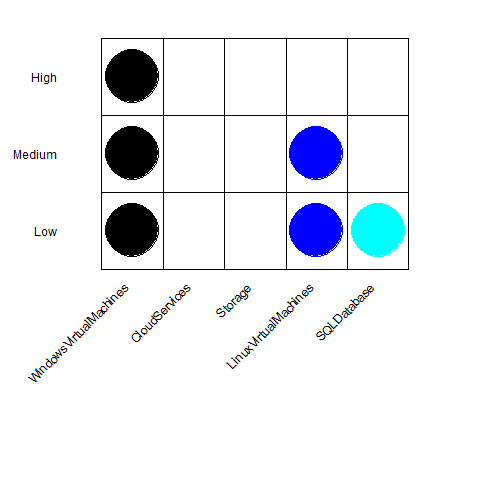 High
Medium
Low
WindowsVirtualMachines
CloudServices
Storage
LinuxVirtualMachines
SQLDatabase